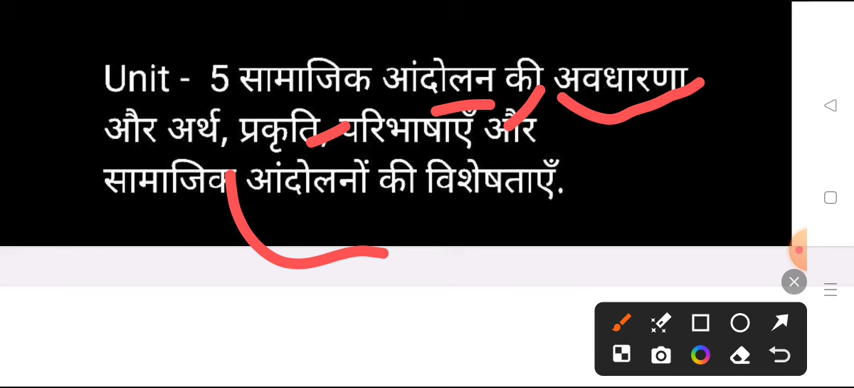 Unit - 5 सामाजिक आंदोलन की अवधारणा
और अर्थ, प्रकृति, परिभाषाएँ और
सामाजिक आंदोलनों की विशेषताएँ.